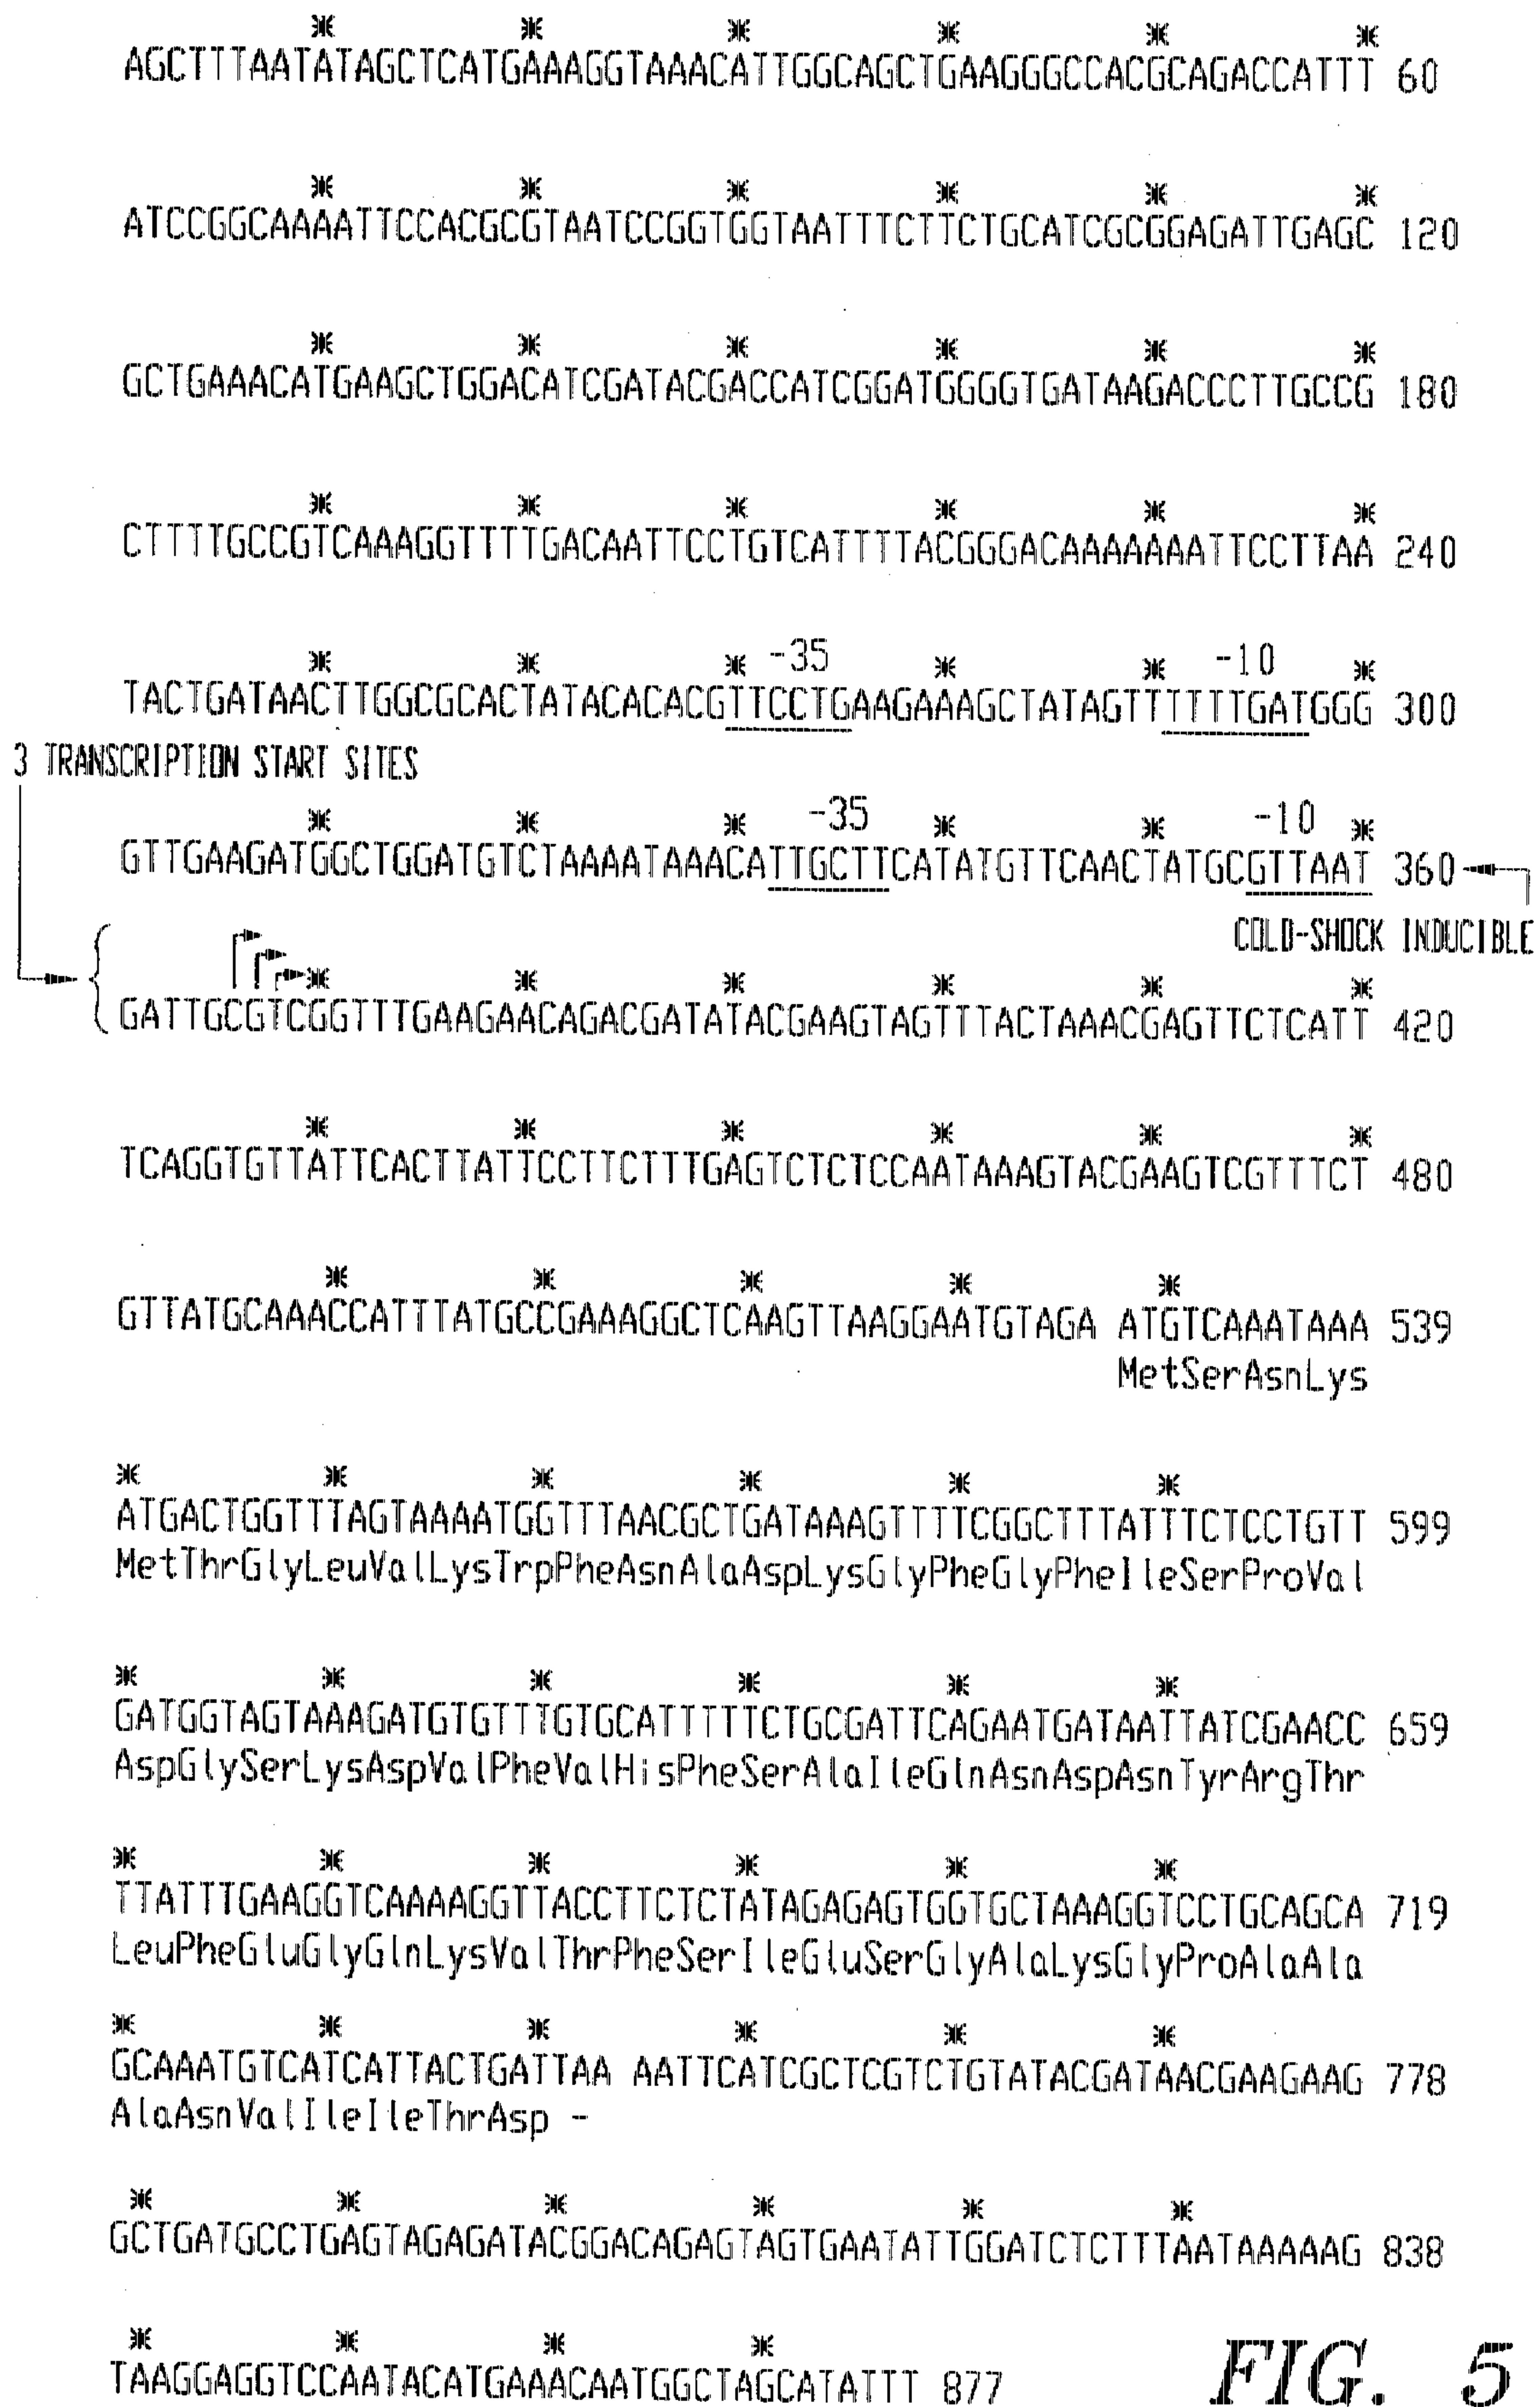 * * * * * *
AGCTTTAATATAGCTCATGAAAGGTAAACATTGGCAGCTGAAGGGCCACGCAGACCATTT 60
* * * * * *
ATCCGGCAAAATTCCACGCGTAATCCGGTGGTAATTTCTTCTGCATCGCGGAGATTGAGC 120
* * * * * *
GCTGAAACATGAAGCTGGACATCGATACGACCATCGGATGGGGTGATAAGACCCTTGCCG 180
* * * * * *
CTTTTGCCGTCAAAGGTTTTGACAATTCCTGTCATTTTACGGGACAAAAAAATTCCTTAA 240
* * * -35 * * -10 *
TACTGATAACTTGGCGCACTATACACACGTTCCTGAAGAAAGCTATAGTTTTTTGATGGG 300
3 TRANSCRIPTION START SITES
* * * -35 * * -10 *
GTTGAAGATGGCTGGATGTCTAAAATAAACATTGCTTCATATGTTCAACTATGCGTTAAT 360
COLD-SHOCK INDUCIBLE
* * * * * *
GATTGCGTCGGTTTGAAGAACAGACGATATACGAAGTAGTTTACTAAACGAGTTCTCATT 420
* * * * * *
TCAGGTGTTATTCACTTATTCCTTCTTTGAGTCTCTCCAATAAAGTACGAAGTCGTTTCT 480
* * * * *
GTTATGCAAACCATTTATGCCGAAAGGCTCAAGTTAAGGAATGTAGA ATGTCAAATAAA 539
MetSerAsnLys
* * * * * *
ATGACTGGTTTAGTAAAATGGTTTAACGCTGATAAAGTTTTCGGCTTTATTTCTCCTGTT 599
MetThrGlyLeuValLysTrpPheAsnAlaAspLysGlyPheGlyPheIleSerProVal
* * * * * *
GATGGTAGTAAAGATGTGTTTGTGCATTTTTCTGCGATTCAGAATGATAATTATCGAACC 659
AspGlySerLysAspValPheValHisPheSerAlaIleGlnAsnAspAsnTyrArgThr
* * * * * *
TTATTTGAAGGTCAAAAGGTTACCTTCTCTATAGAGAGTGGTGCTAAAGGTCCTGCAGCA 719
LeuPheGluGlyGlnLysValThrPheSerIleGluSerGlyAlaLysGlyProAlaAla
* * * * * *
GCAAATGTCATCATTACTGATTAA AATTCATCGCTCGTCTGTATACGATAACGAAGAAG 778
AlaAsnValIleIleThrAsp -
* * * * * *
GCTGATGCCTGAGTAGAGATACGGACAGAGTAGTGAATATTGGATCTCTTTAATAAAAAG 838
* * * *
TAAGGAGGTCCAATACATGAAACAATGGCTAGCATATTT 877
FIG. 5